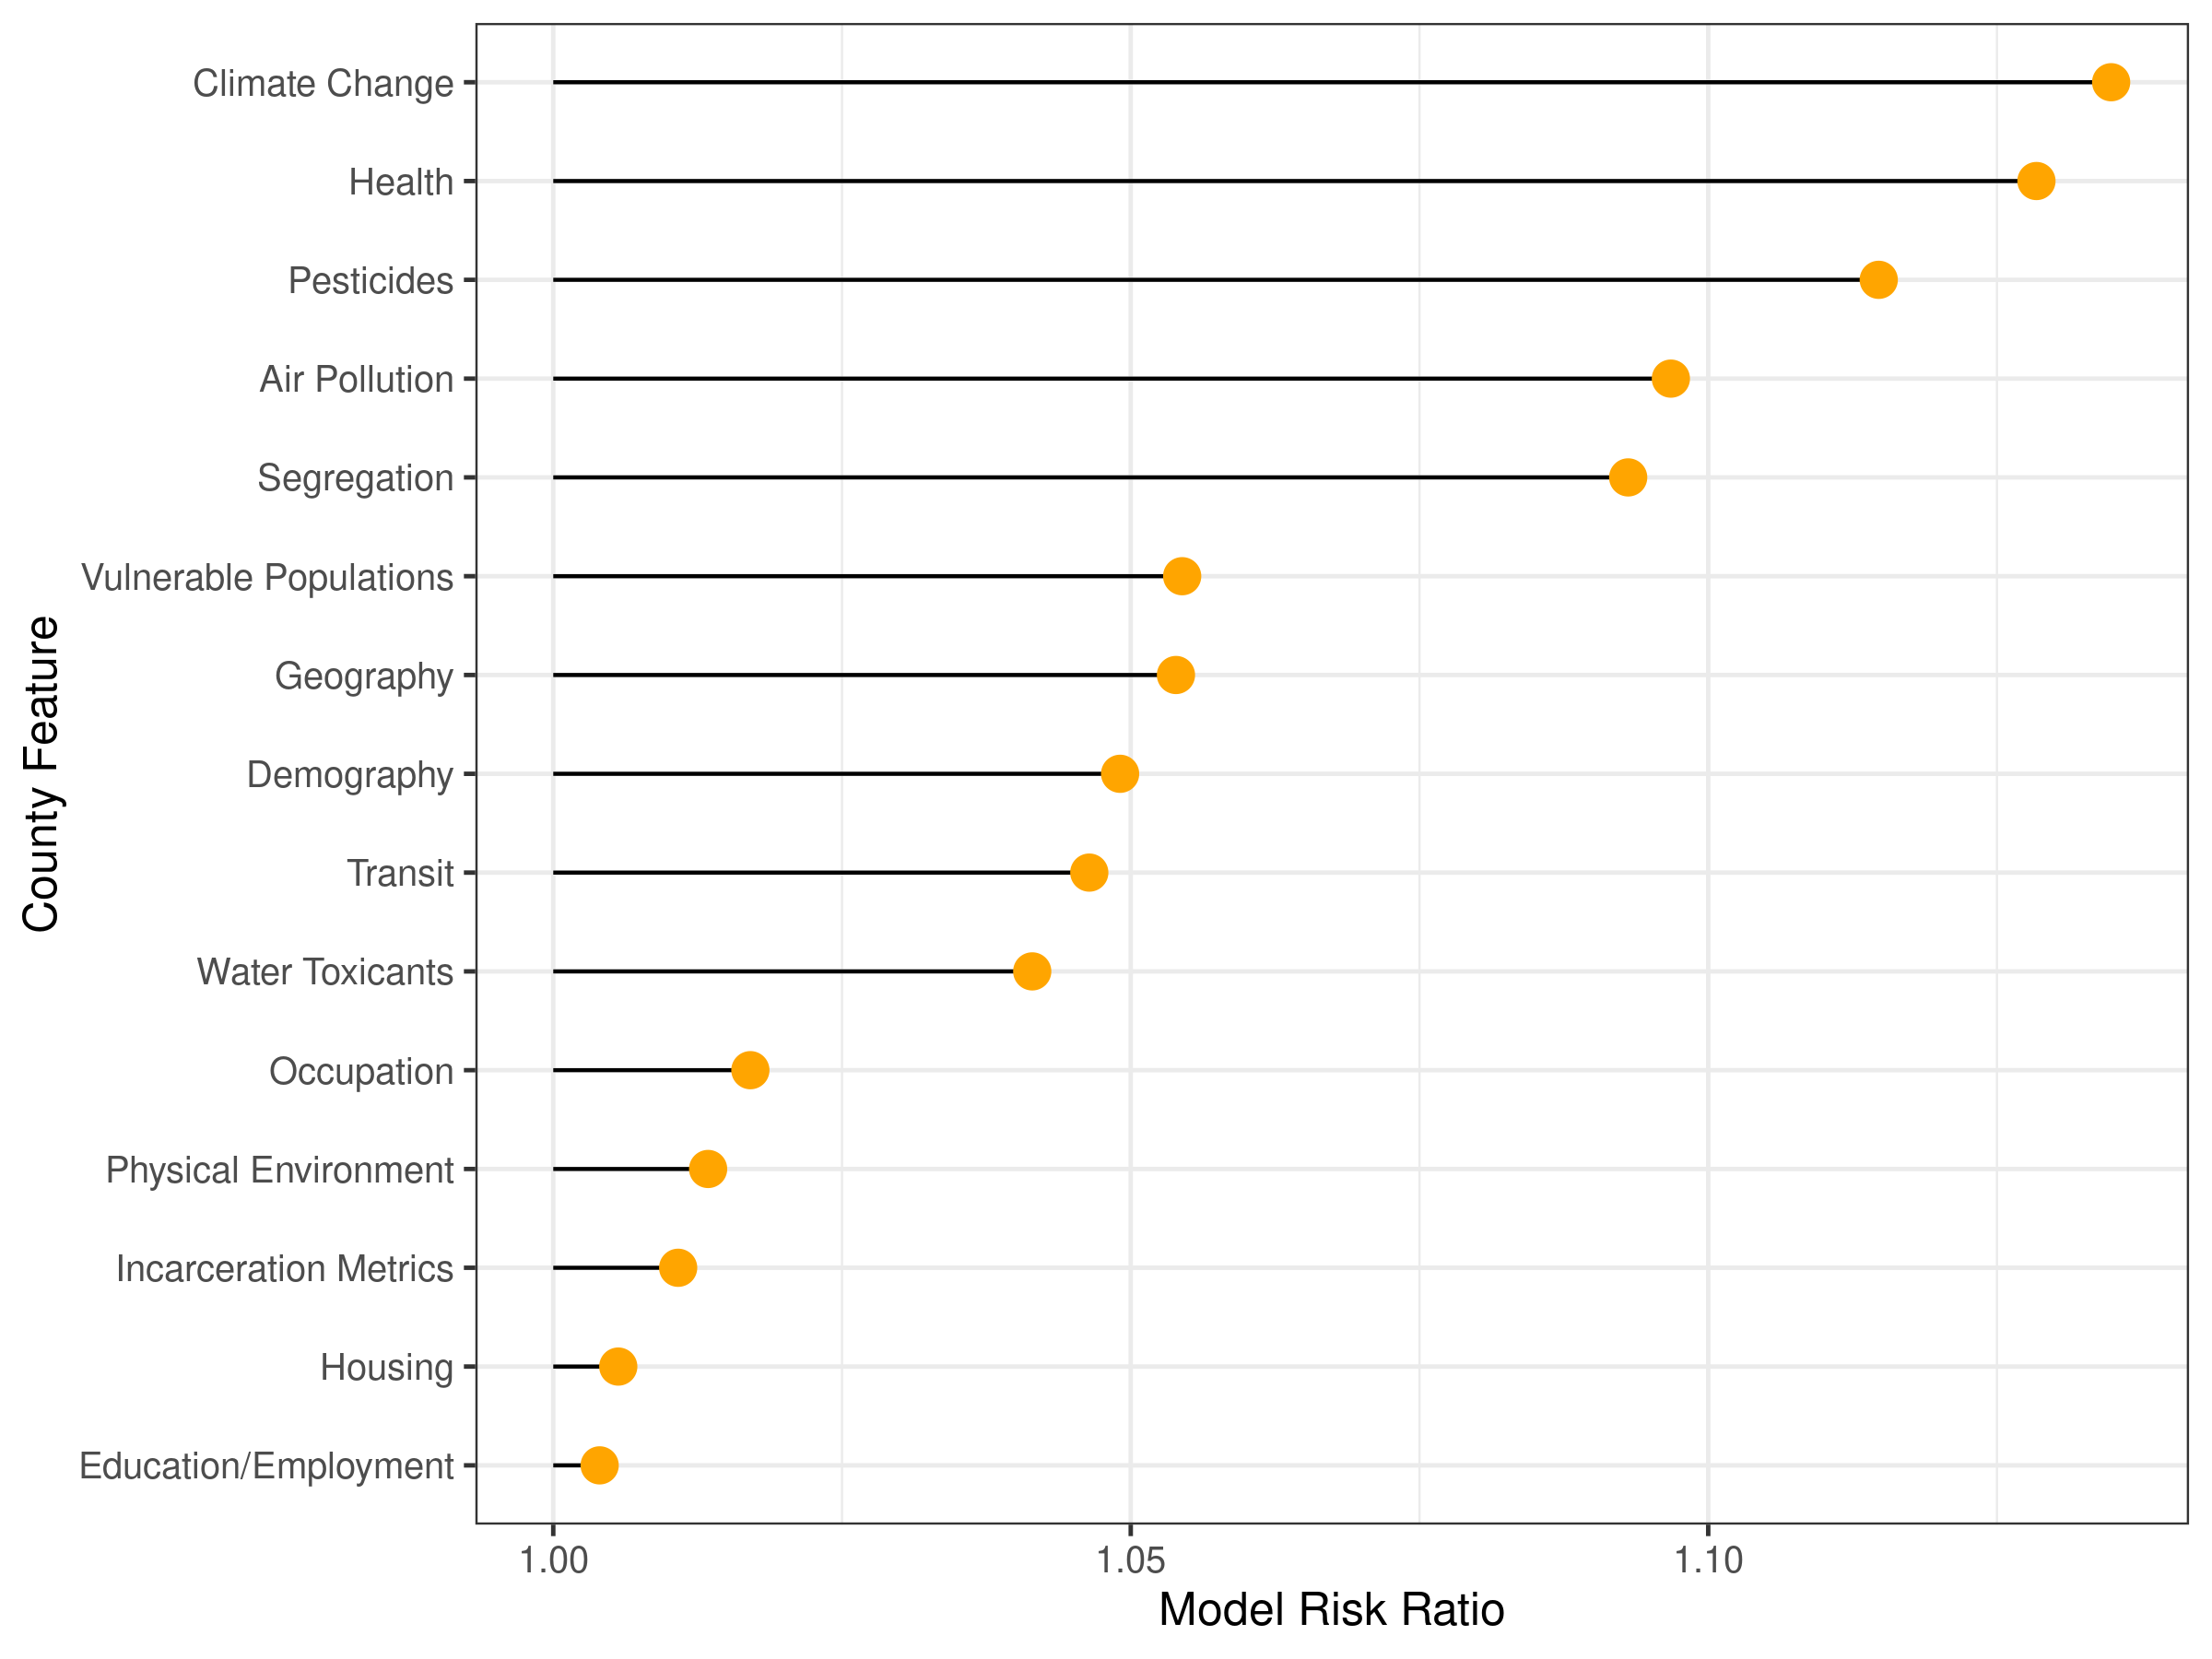 Climate Change
Health
Pesticides
Air Pollution
Segregation
Vulnerable Populations
Geography
Demography
Transit
Water Toxicants
Occupation
Physical Environment
Incarceration Metrics
Housing
Education/Employment
County Feature
1.00 1.05 1.10
Model Risk Ratio